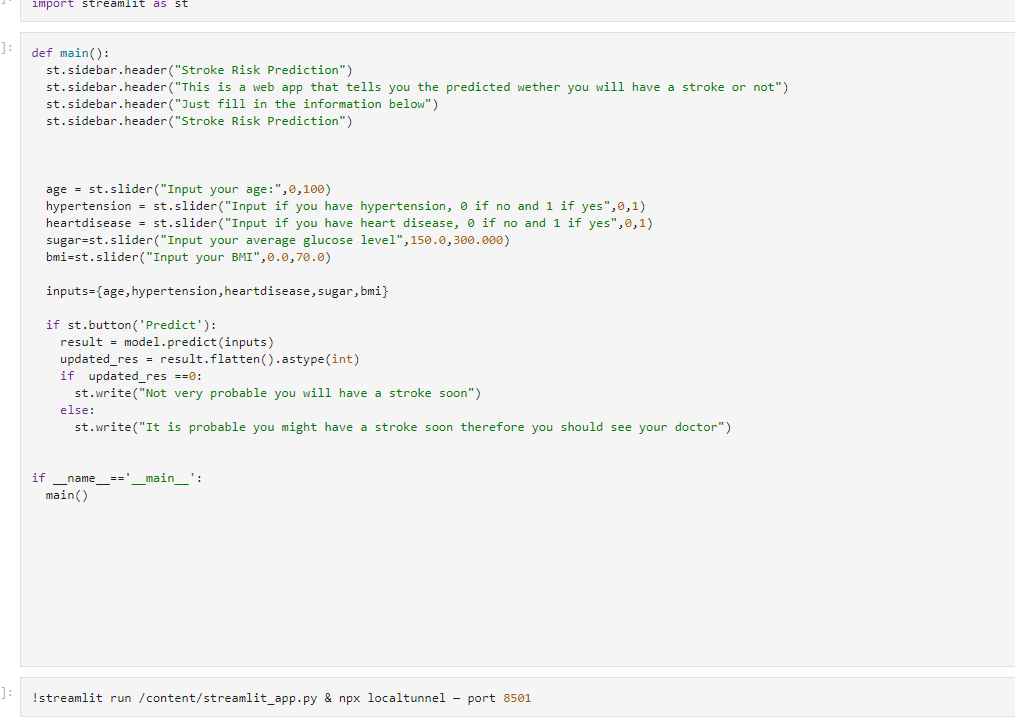 import streamlit as st
]:
def main():
st.sidebar.header("Stroke Risk Prediction")
st.sidebar.header("This is a web app that tells you the predicted wether you will have a stroke or not")
st.sidebar.header("Just fill in the information below")
st.sidebar.header("Stroke Risk Prediction")
age = st.slider("Input your age:",0,100)
hypertension = st.slider("Input if you have hypertension, 0 if no and 1 if yes",0,1)
heartdisease = st.slider("Input if you have heart disease, 0 if no and 1 if yes",0,1)
sugar=st.slider("Input your average glucose level",150.0,300.000)
bmi=st.slider("Input your BMI",0.0,70.0)
inputs={age,hypertension,heartdisease,sugar,bmi}
if st.button('Predict'):
result = model.predict(inputs)
updated_res = result.flatten().astype(int)
if  updated_res ==0:
st.write("Not very probable you will have a stroke soon")
else:
st.write("It is probable you might have a stroke soon therefore you should see your doctor")
if __name__=='__main__':
main()
]:
!streamlit run /content/streamlit_app.py & npx localtunnel — port 8501